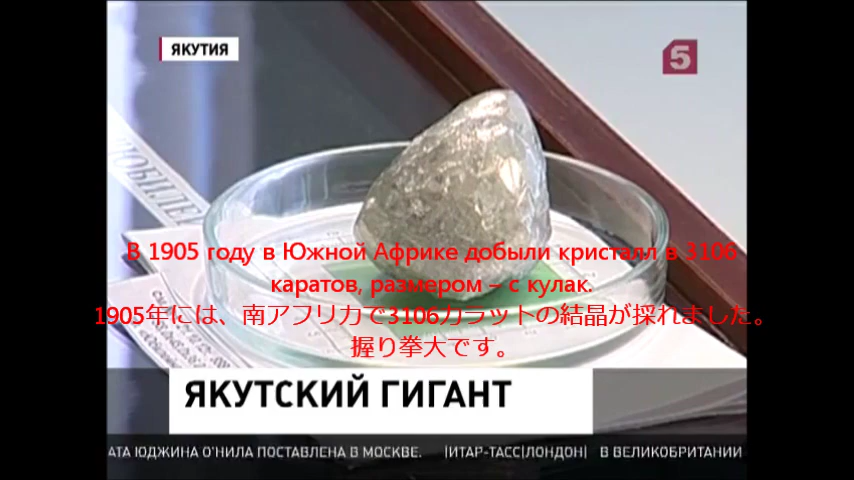 ЯКУТИЯ
5
ЮБИЛЕ
В 1905 году в Южной Африке добыли кристалл в 3106
каратов, размером – с кулак.
1905年には、南アフリカで3106カラットの結晶が採れました。
握り拳大です。
ЯКУТСКИЙ ГИГАНТ
АТА ЮДЖИНА О'НИЛА ПОСТАВЛЕНА В МОСКВЕ. |ИТАР-ТАСС|ЛОНДОН| В ВЕЛИКОБРИТАНИИ